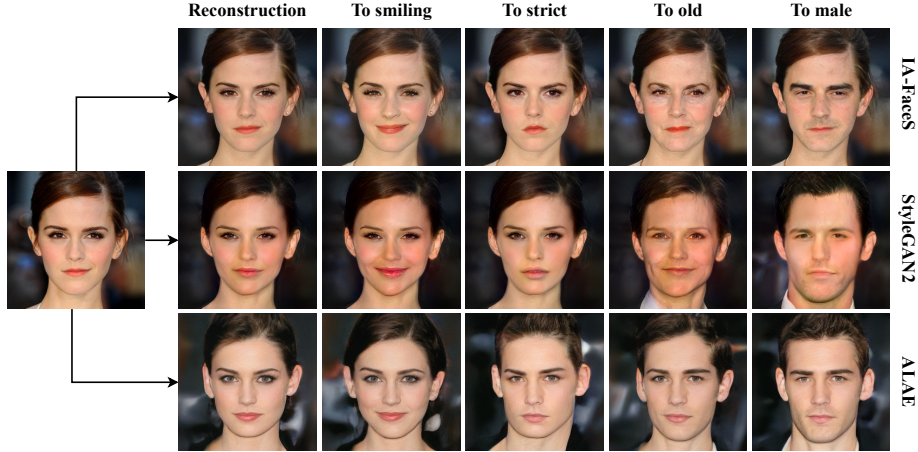 Reconstruction To smiling To strict To old To male
IA-FaceS
StyleGAN2
ALAE